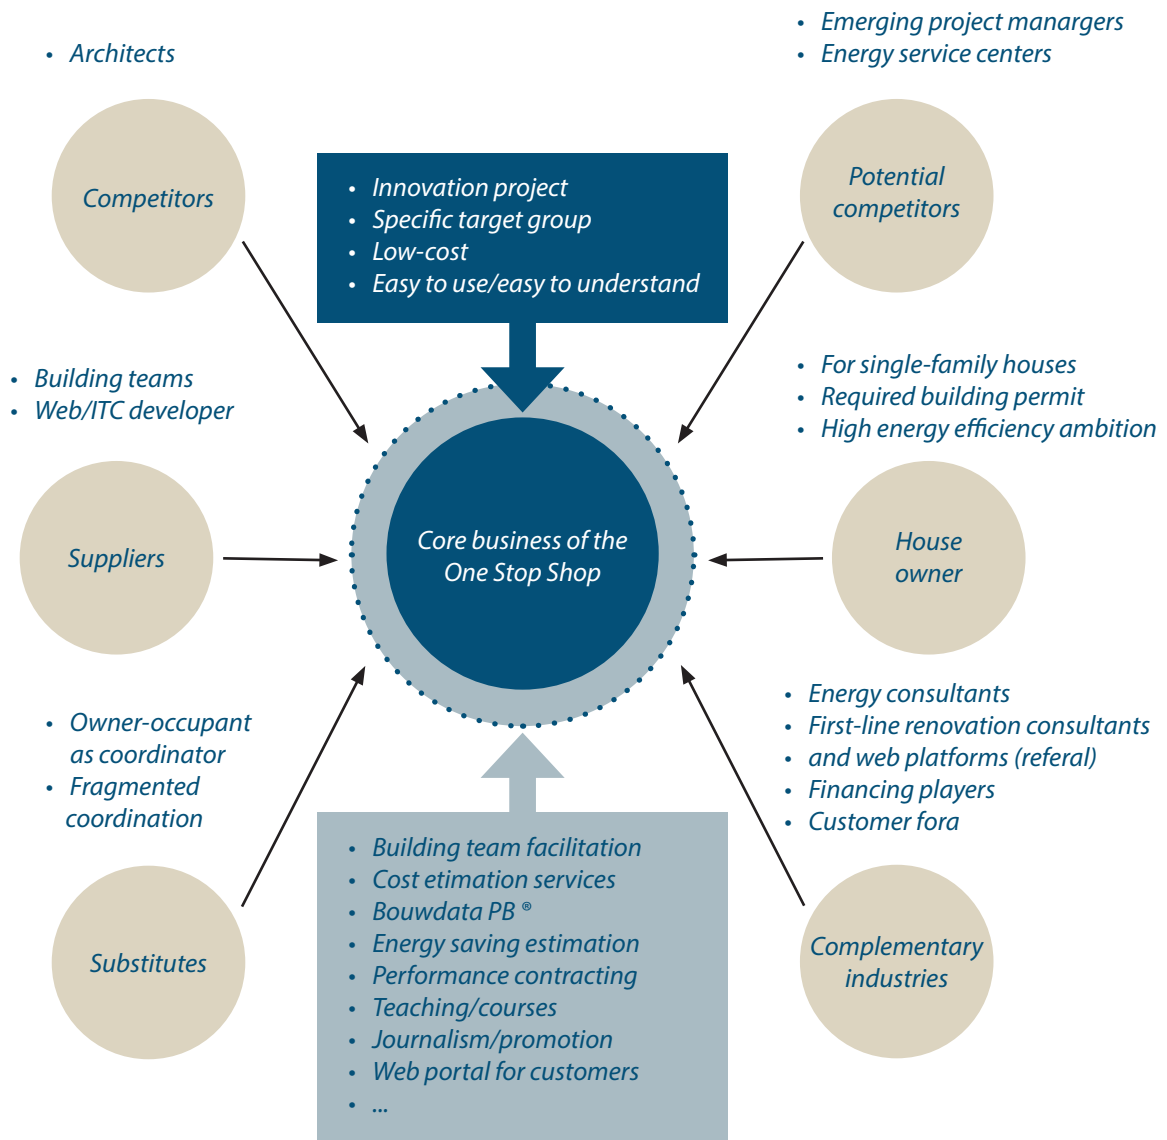 • Architects
• Emerging project manargers
• Energy service centers
Competitors
• Innovation project
• Specific target group
• Low-cost
• Easy to use/easy to understand
Potential
competitors
• Building teams
• Web/ITC developer
• For single-family houses
• Required building permit
• High energy efficiency ambition
Suppliers
Core business of the
One Stop Shop
House
owner
• Owner-occupant
as coordinator
• Fragmented
coordination
• Energy consultants
• First-line renovation consultants
• and web platforms (referal)
• Financing players
• Customer fora
Substitutes
• Building team facilitation
• Cost etimation services
• Bouwdata PB ®
• Energy saving estimation
• Performance contracting
• Teaching/courses
• Journalism/promotion
• Web portal for customers
• ...
Complementary
industries